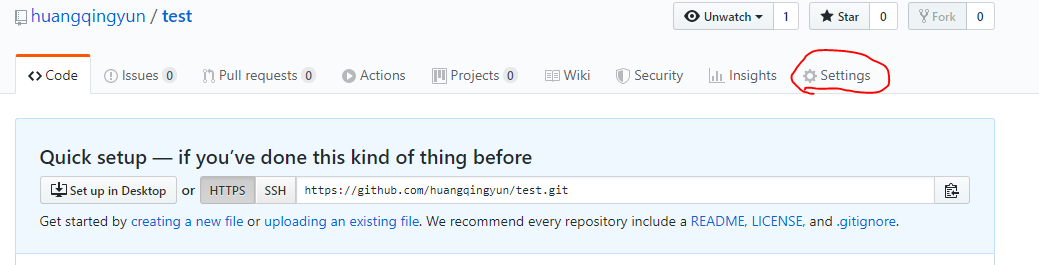 huangqingyun / test
Unwatch 1 Star 0 Fork 0
Code Issues 0 Pull requests 0 Actions Projects 0 Wiki Security Insights Settings
Quick setup — if you’ve done this kind of thing before
Set up in Desktop or HTTPS SSH https://github.com/huangqingyun/test.git
Get started by creating a new file or uploading an existing file. We recommend every repository include a README, LICENSE, and .gitignore.